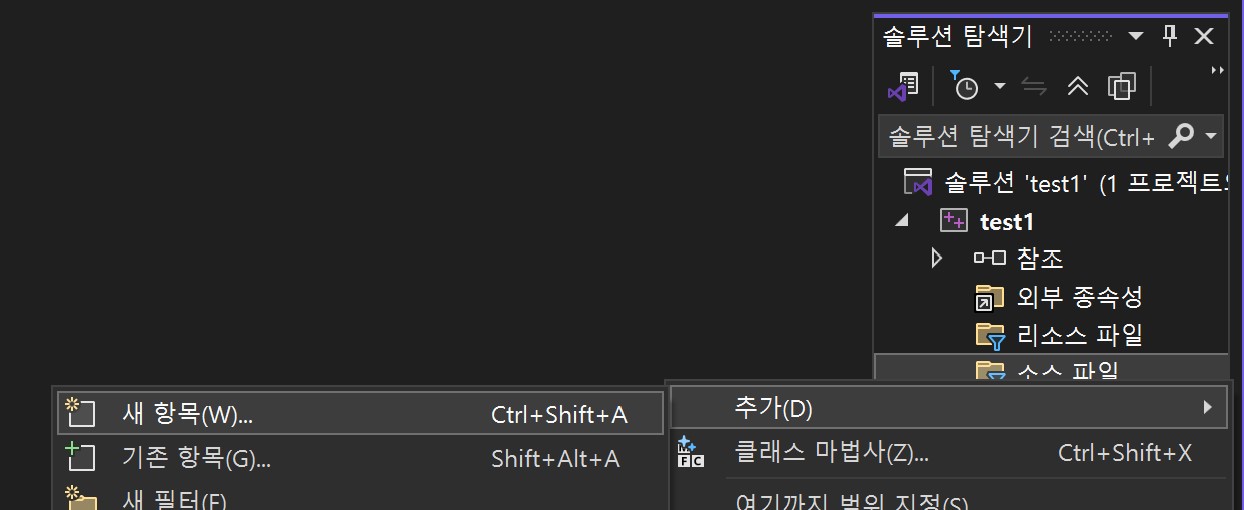 솔루션 탐색기
솔루션 탐색기 검색(Ctrl+
솔루션 'test1' (1 프로젝트의
test1
참조
외부 종속성
리소스 파일
소스 파일
추가(D)
클래스 마법사(Z)... Ctrl+Shift+X
여기까지 범위 지정(S)
새 항목(W)... Ctrl+Shift+A
기존 항목(G)... Shift+Alt+A
새 필터(F)